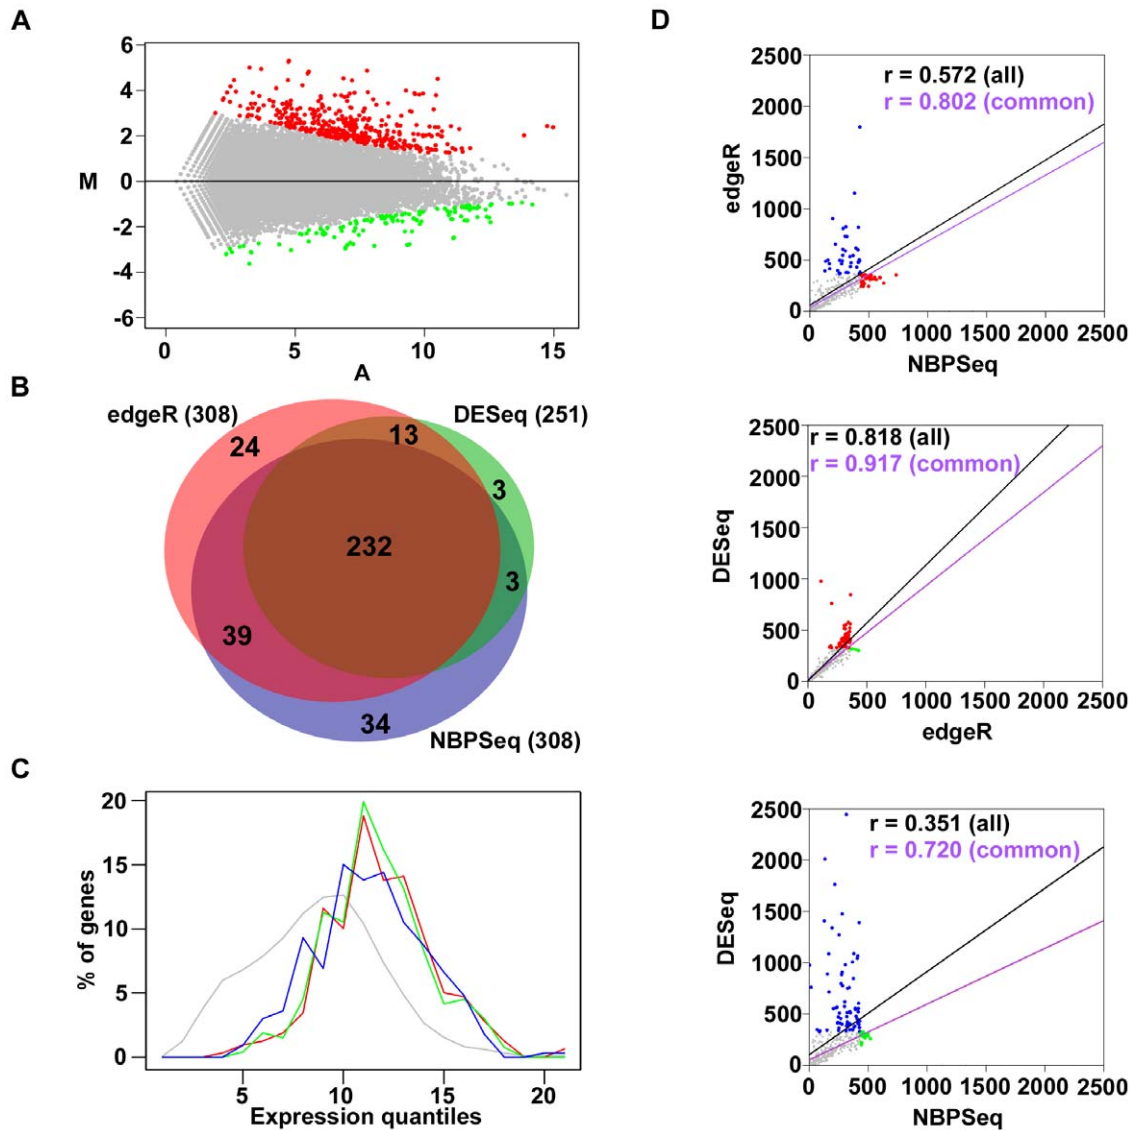 A
6
4
2
M
0
-2
-4
-6
0 5 10 15
A
B
edgeR (308)
DESeq (251)
24
13
3
232
3
39
34
NBPSeq (308)
C
20
15
10
5
0
% of genes
5 10 15 20
Expression quantiles
D
2500
2000
1500
1000
500
0
edgeR
r = 0.572 (all)
r = 0.802 (common)
0 500 1000 1500 2000 2500
NBPSeq
2500
2000
1500
1000
500
0
DESeq
r = 0.818 (all)
r = 0.917 (common)
0 500 1000 1500 2000 2500
edgeR
2500
2000
1500
1000
500
0
DESeq
r = 0.351 (all)
r = 0.720 (common)
0 500 1000 1500 2000 2500
NBPSeq